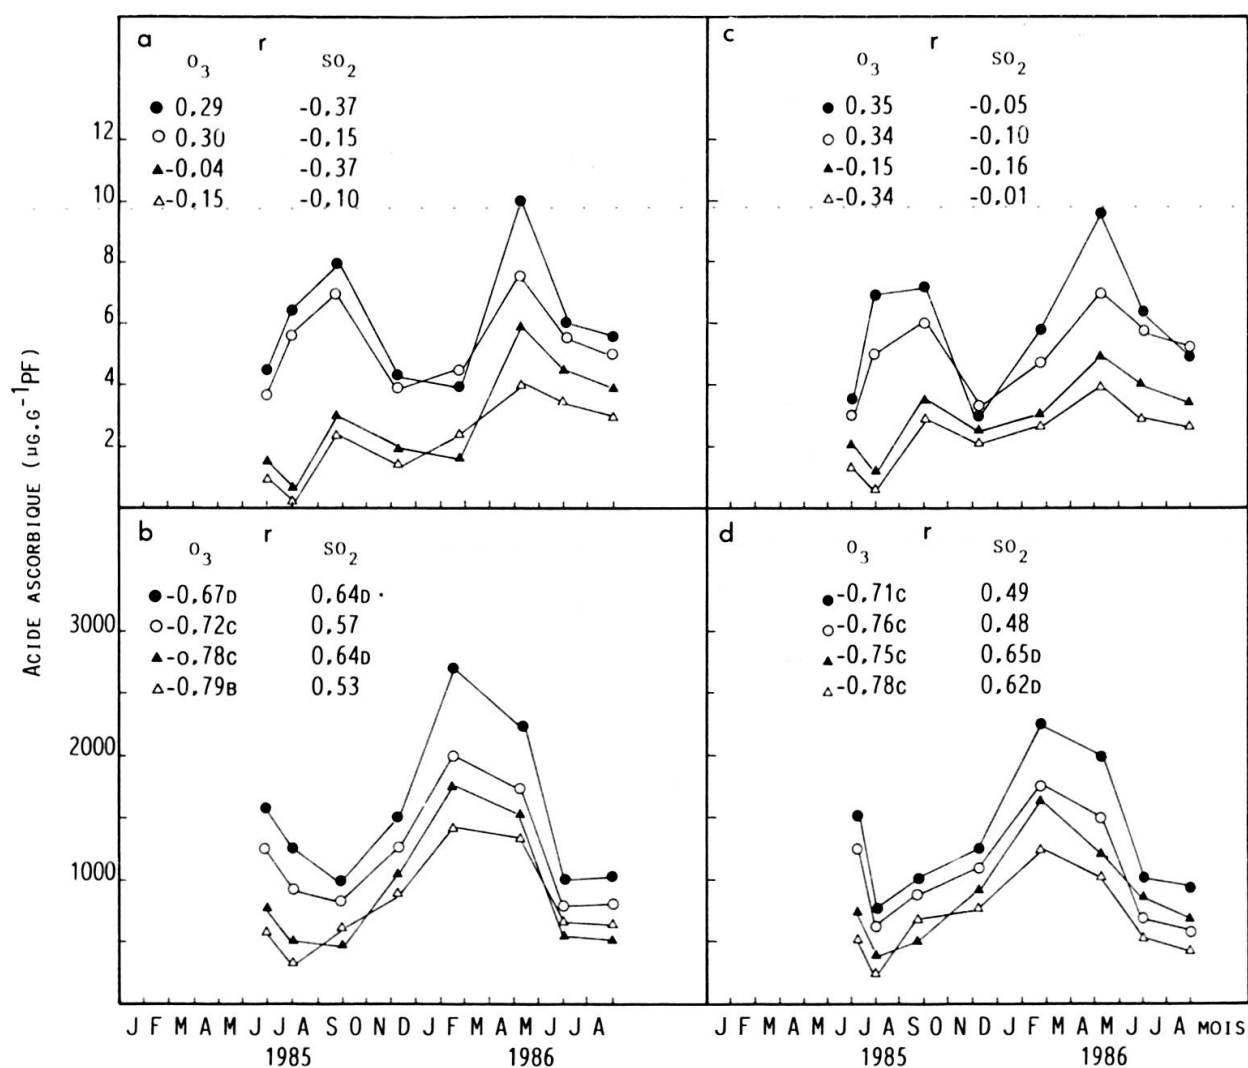 a r
O3 SO2
● 0,29 -0,37
○ 0,30 -0,15
▲ -0,04 -0,37
△ -0,15 -0,10
12
10
8
6
4
2
c r
O3 SO2
● 0,35 -0,05
○ 0,34 -0,10
▲ -0,15 -0,16
△ -0,34 -0,01
ACIDE ASCORBIQUE (µG.G-1PF)
b r
O3 SO2
● -0,67D 0,64D
○ -0,72C 0,57
▲ -0,78C 0,64D
△ -0,79B 0,53
3000
2000
1000
d r
O3 SO2
● -0,71C 0,49
○ -0,76C 0,48
▲ -0,75C 0,65D
△ -0,78C 0,62D
J F M A M J J A S O N D J F M A M J J A
1985 1986
J F M A M J J A S O N D J F M A M J J A MOIS
1985 1986